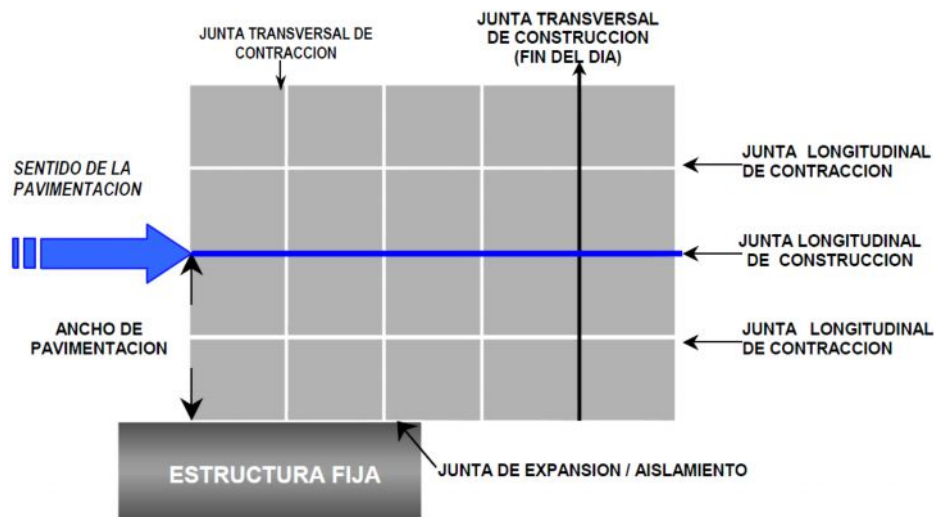 JUNTA TRANSVERSAL DE
CONTRACCION
JUNTA TRANSVERSAL
DE CONSTRUCCION
(FIN DEL DIA)
SENTIDO DE LA
PAVIMENTACION
JUNTA LONGITUDINAL
DE CONTRACCION
JUNTA LONGITUDINAL
DE CONSTRUCCION
ANCHO DE
PAVIMENTACION
JUNTA LONGITUDINAL
DE CONTRACCION
ESTRUCTURA FIJA
JUNTA DE EXPANSION / AISLAMIENTO